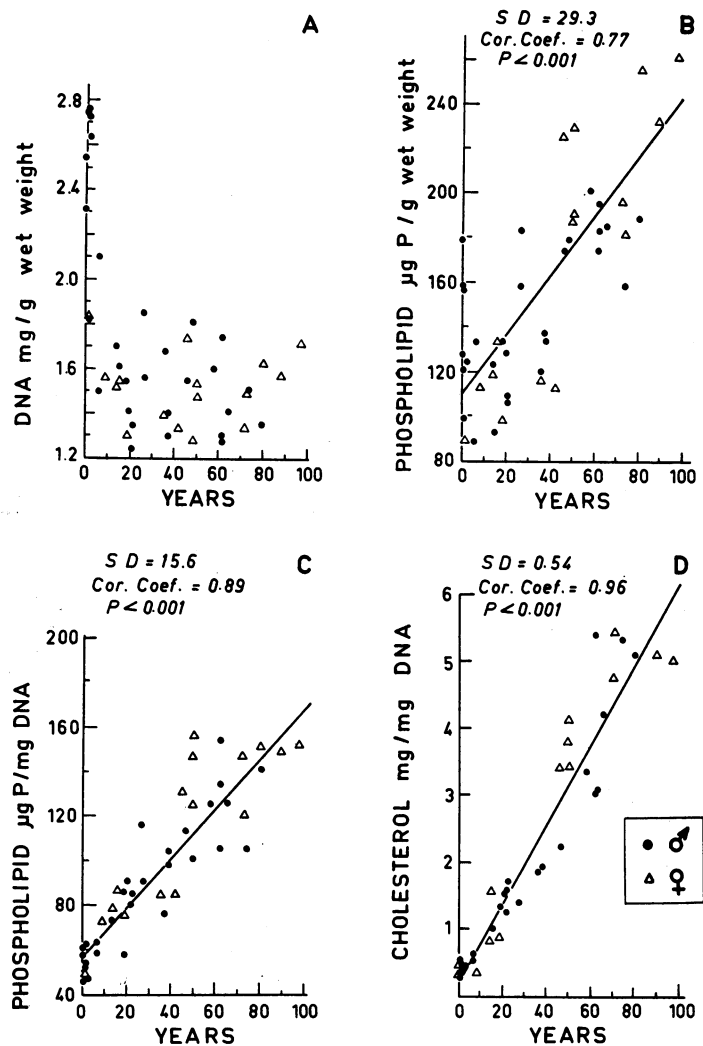 A
2.8
2.4
2.0
1.6
1.2
0 20 40 60 80 100
YEARS
DNA mg/g wet weight
S D = 29.3
Cor. Coef. = 0.77
P < 0.001
B
240
200
160
120
80
0 20 40 60 80 100
YEARS
PHOSPHOLIPID µg P/g wet weight
S D = 15.6
Cor. Coef. = 0.89
P < 0.001
C
200
160
120
80
40
0 20 40 60 80 100
YEARS
PHOSPHOLIPID µg P/mg DNA
S D = 0.54
Cor. Coef. = 0.96
P < 0.001
D
6
5
4
3
2
1
0 20 40 60 80 100
YEARS
CHOLESTEROL mg/mg DNA
♂
♀